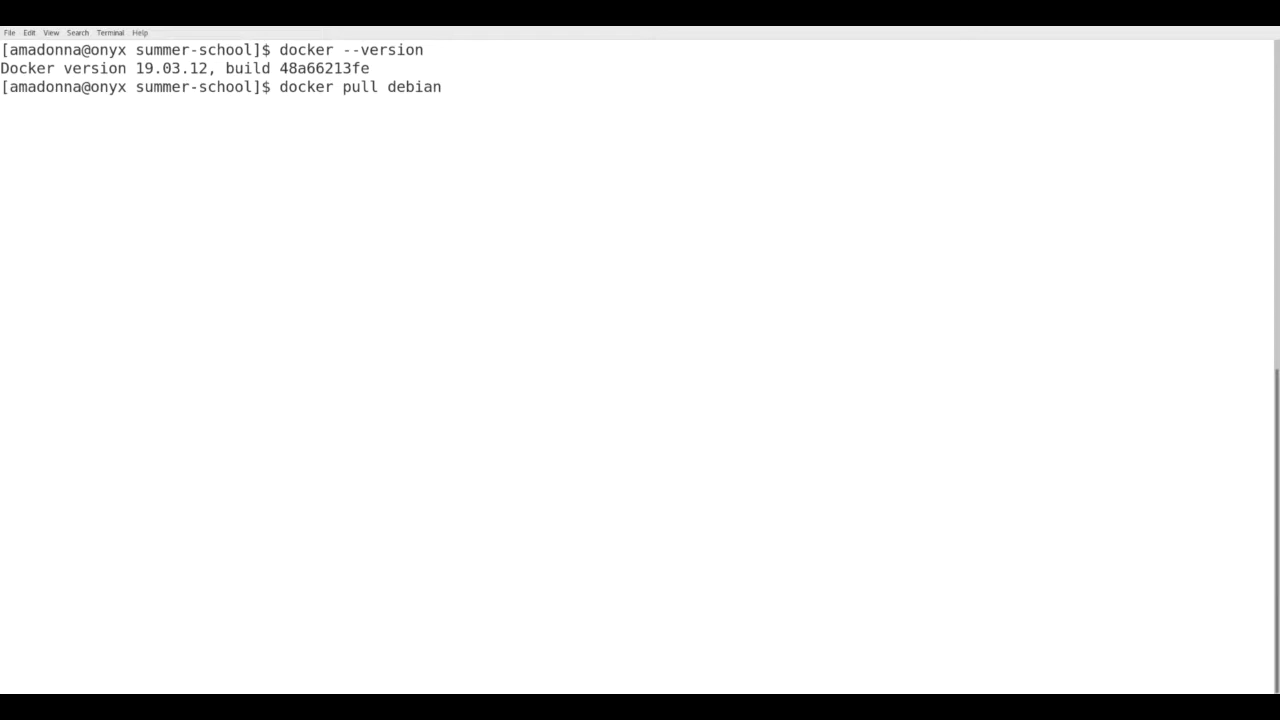 File Edit View Search Terminal Help
[amadonna@onyx summer-school]$ docker --version
Docker version 19.03.12, build 48a66213fe
[amadonna@onyx summer-school]$ docker pull debian